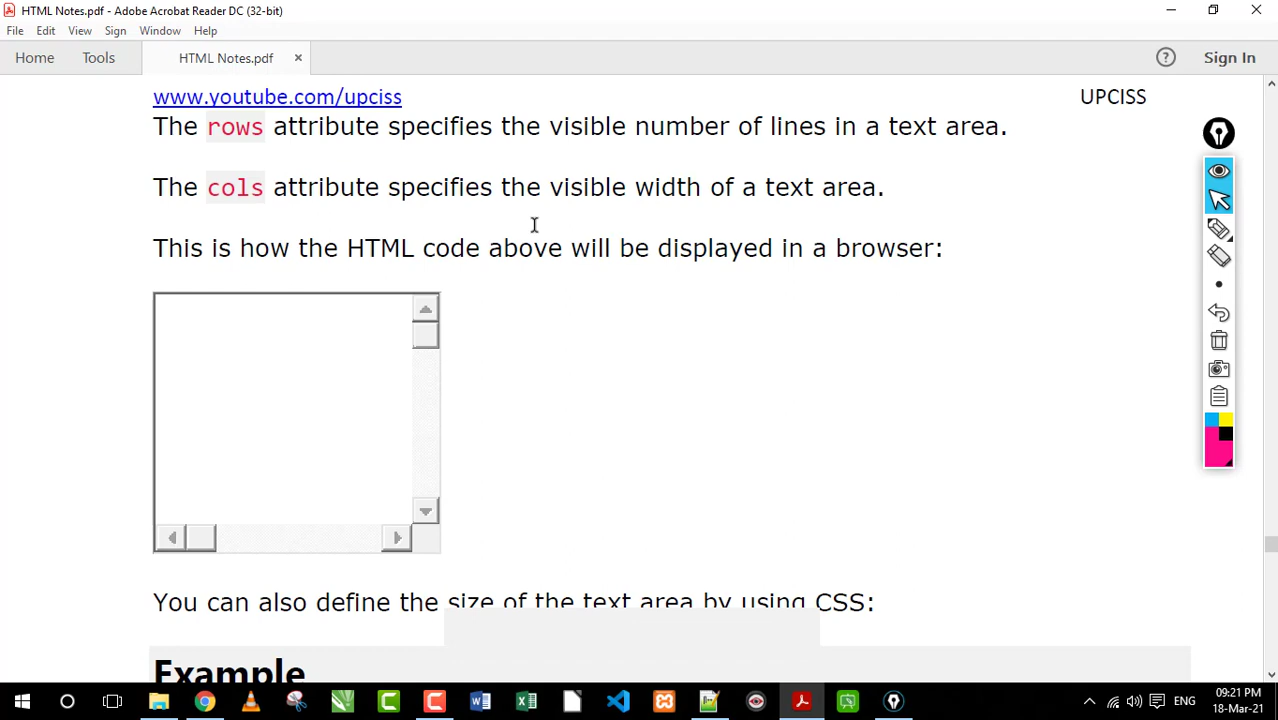 HTML Notes.pdf - Adobe Acrobat Reader DC (32-bit)
File Edit View Sign Window Help
Home Tools HTML Notes.pdf × ? Sign In
www.youtube.com/upciss UPCISS
The rows attribute specifies the visible number of lines in a text area.
The cols attribute specifies the visible width of a text area.
This is how the HTML code above will be displayed in a browser:
You can also define the size of the text area by using CSS:
Example
ENG
09:21 PM
18-Mar-21